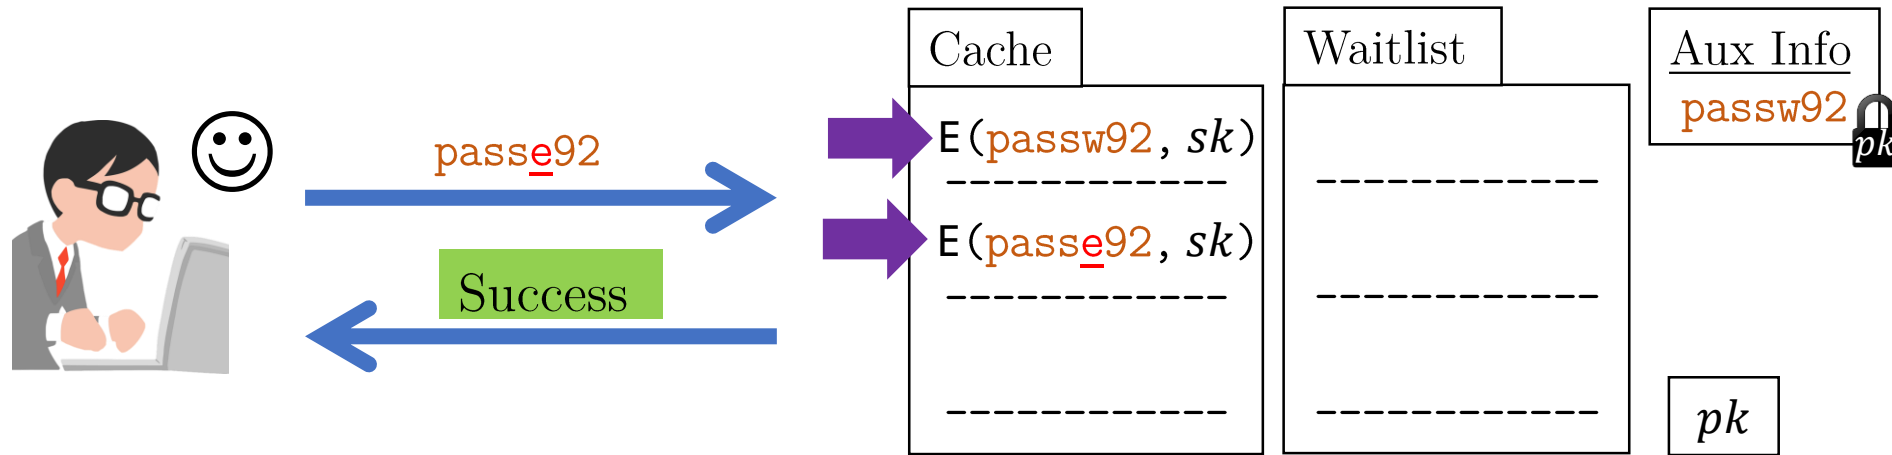 passe92
Success
Cache
E(passw92, sk)
E(passe92, sk)
Waitlist
Aux Info
passw92
pk
pk